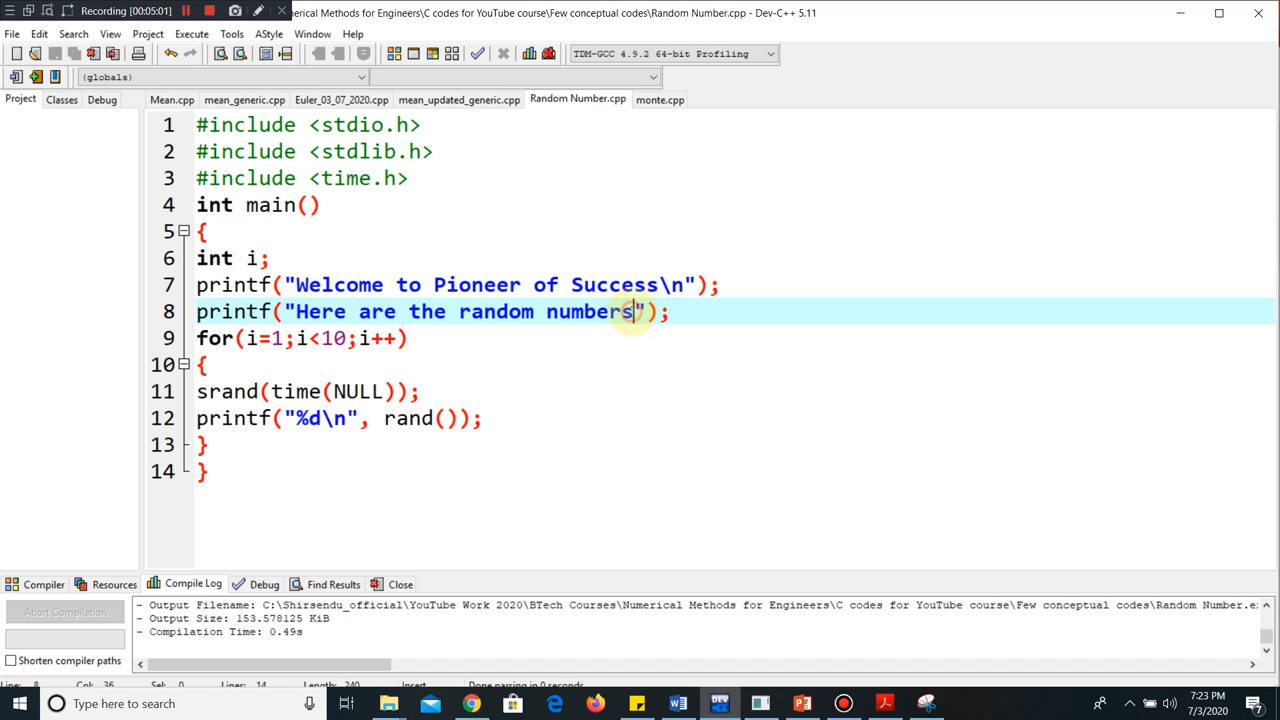 Recording [00:05:01]
merical Methods for Engineers\C codes for YouTube course\Few conceptual codes\Random Number.cpp - Dev-C++ 5.11
File Edit Search View Project Execute Tools AStyle Window Help
TDM-GCC 4.9.2 64-bit Profiling
(globals)
Project Classes Debug Mean.cpp mean_generic.cpp Euler_03_07_2020.cpp mean_updated_generic.cpp Random Number.cpp monte.cpp
1 #include <stdio.h>
2 #include <stdlib.h>
3 #include <time.h>
4 int main()
5 {
6 int i;
7 printf("Welcome to Pioneer of Success\n");
8 printf("Here are the random numbers");
9 for(i=1;i<10;i++)
10 {
11 srand(time(NULL));
12 printf("%d\n", rand());
13 }
14 }
Compiler Resources Compile Log Debug Find Results Close
Abort Compilation
- Output Filename: C:\Shirsendu_official\YouTube Work 2020\BTech Courses\Numerical Methods for Engineers\C codes for YouTube course\Few conceptual codes\Random Number.e
- Output Size: 153.578125 KiB
- Compilation Time: 0.49s
Shorten compiler paths
Line: 8 Col: 36 Sel: 0 Lines: 14 Length: 240 Insert Done parsing in 0 seconds
Type here to search
7:23 PM
7/3/2020
7